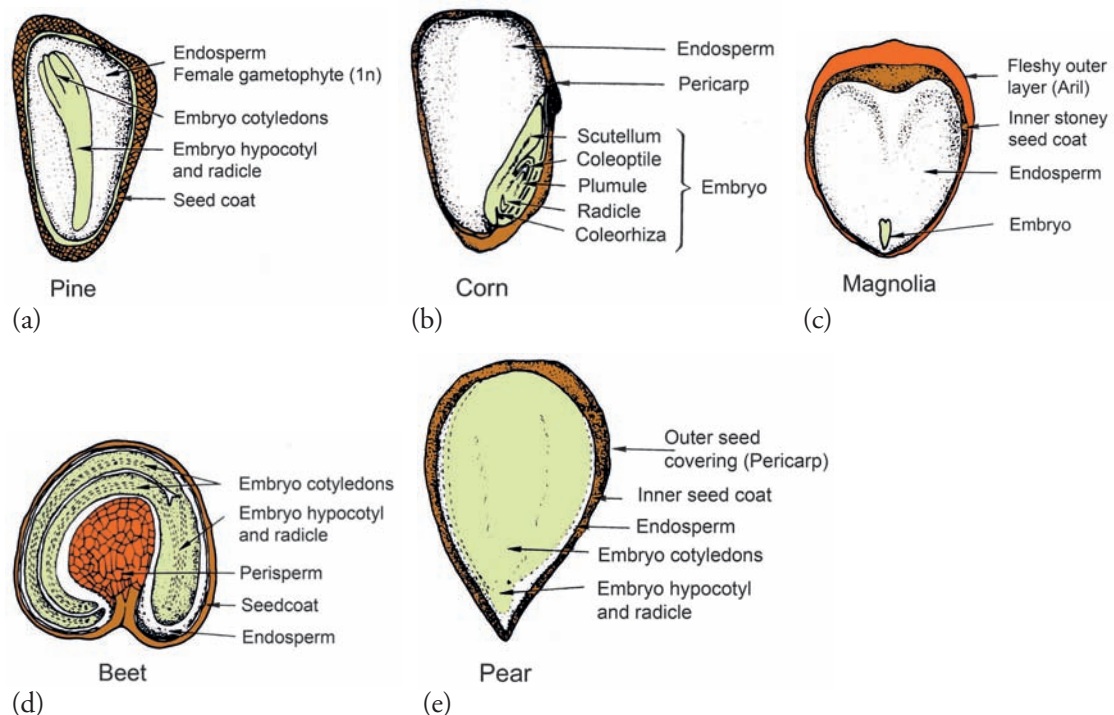 Endosperm
Female gametophyte (1n)
Embryo cotyledons
Embryo hypocotyl
and radicle
Seed coat
Pine
(a)
Endosperm
Pericarp
Scutellum
Coleoptile
Plumule
Radicle
Coleorhiza
Embryo
Corn
(b)
Fleshy outer
layer (Aril)
Inner stoney
seed coat
Endosperm
Embryo
Magnolia
(c)
Embryo cotyledons
Embryo hypocotyl
and radicle
Perisperm
Seedcoat
Endosperm
Beet
(d)
Outer seed
covering (Pericarp)
Inner seed coat
Endosperm
Embryo cotyledons
Embryo hypocotyl
and radicle
Pear
(e)